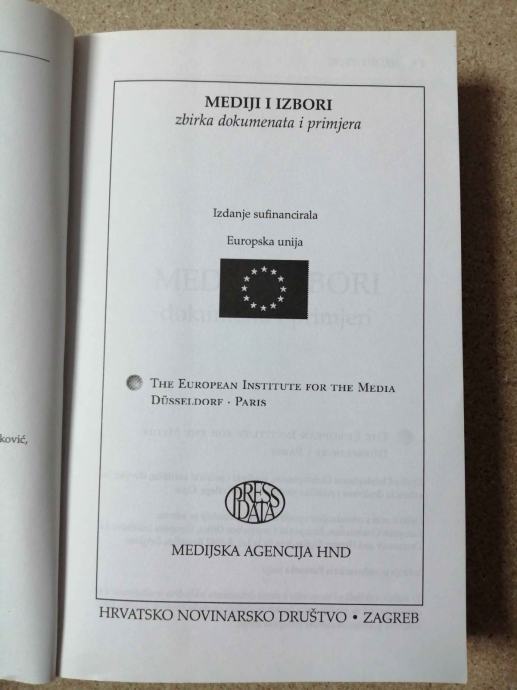 MEDIJI I IZBORI
zbirka dokumenata i primjera
Izdanje sufinancirala
Europska unija
THE EUROPEAN INSTITUTE FOR THE MEDIA
DÜSSELDORF · PARIS
PRESS
DATA
MEDIJSKA AGENCIJA HND
HRVATSKO NOVINARSKO DRUŠTVO • ZAGREB
ković,